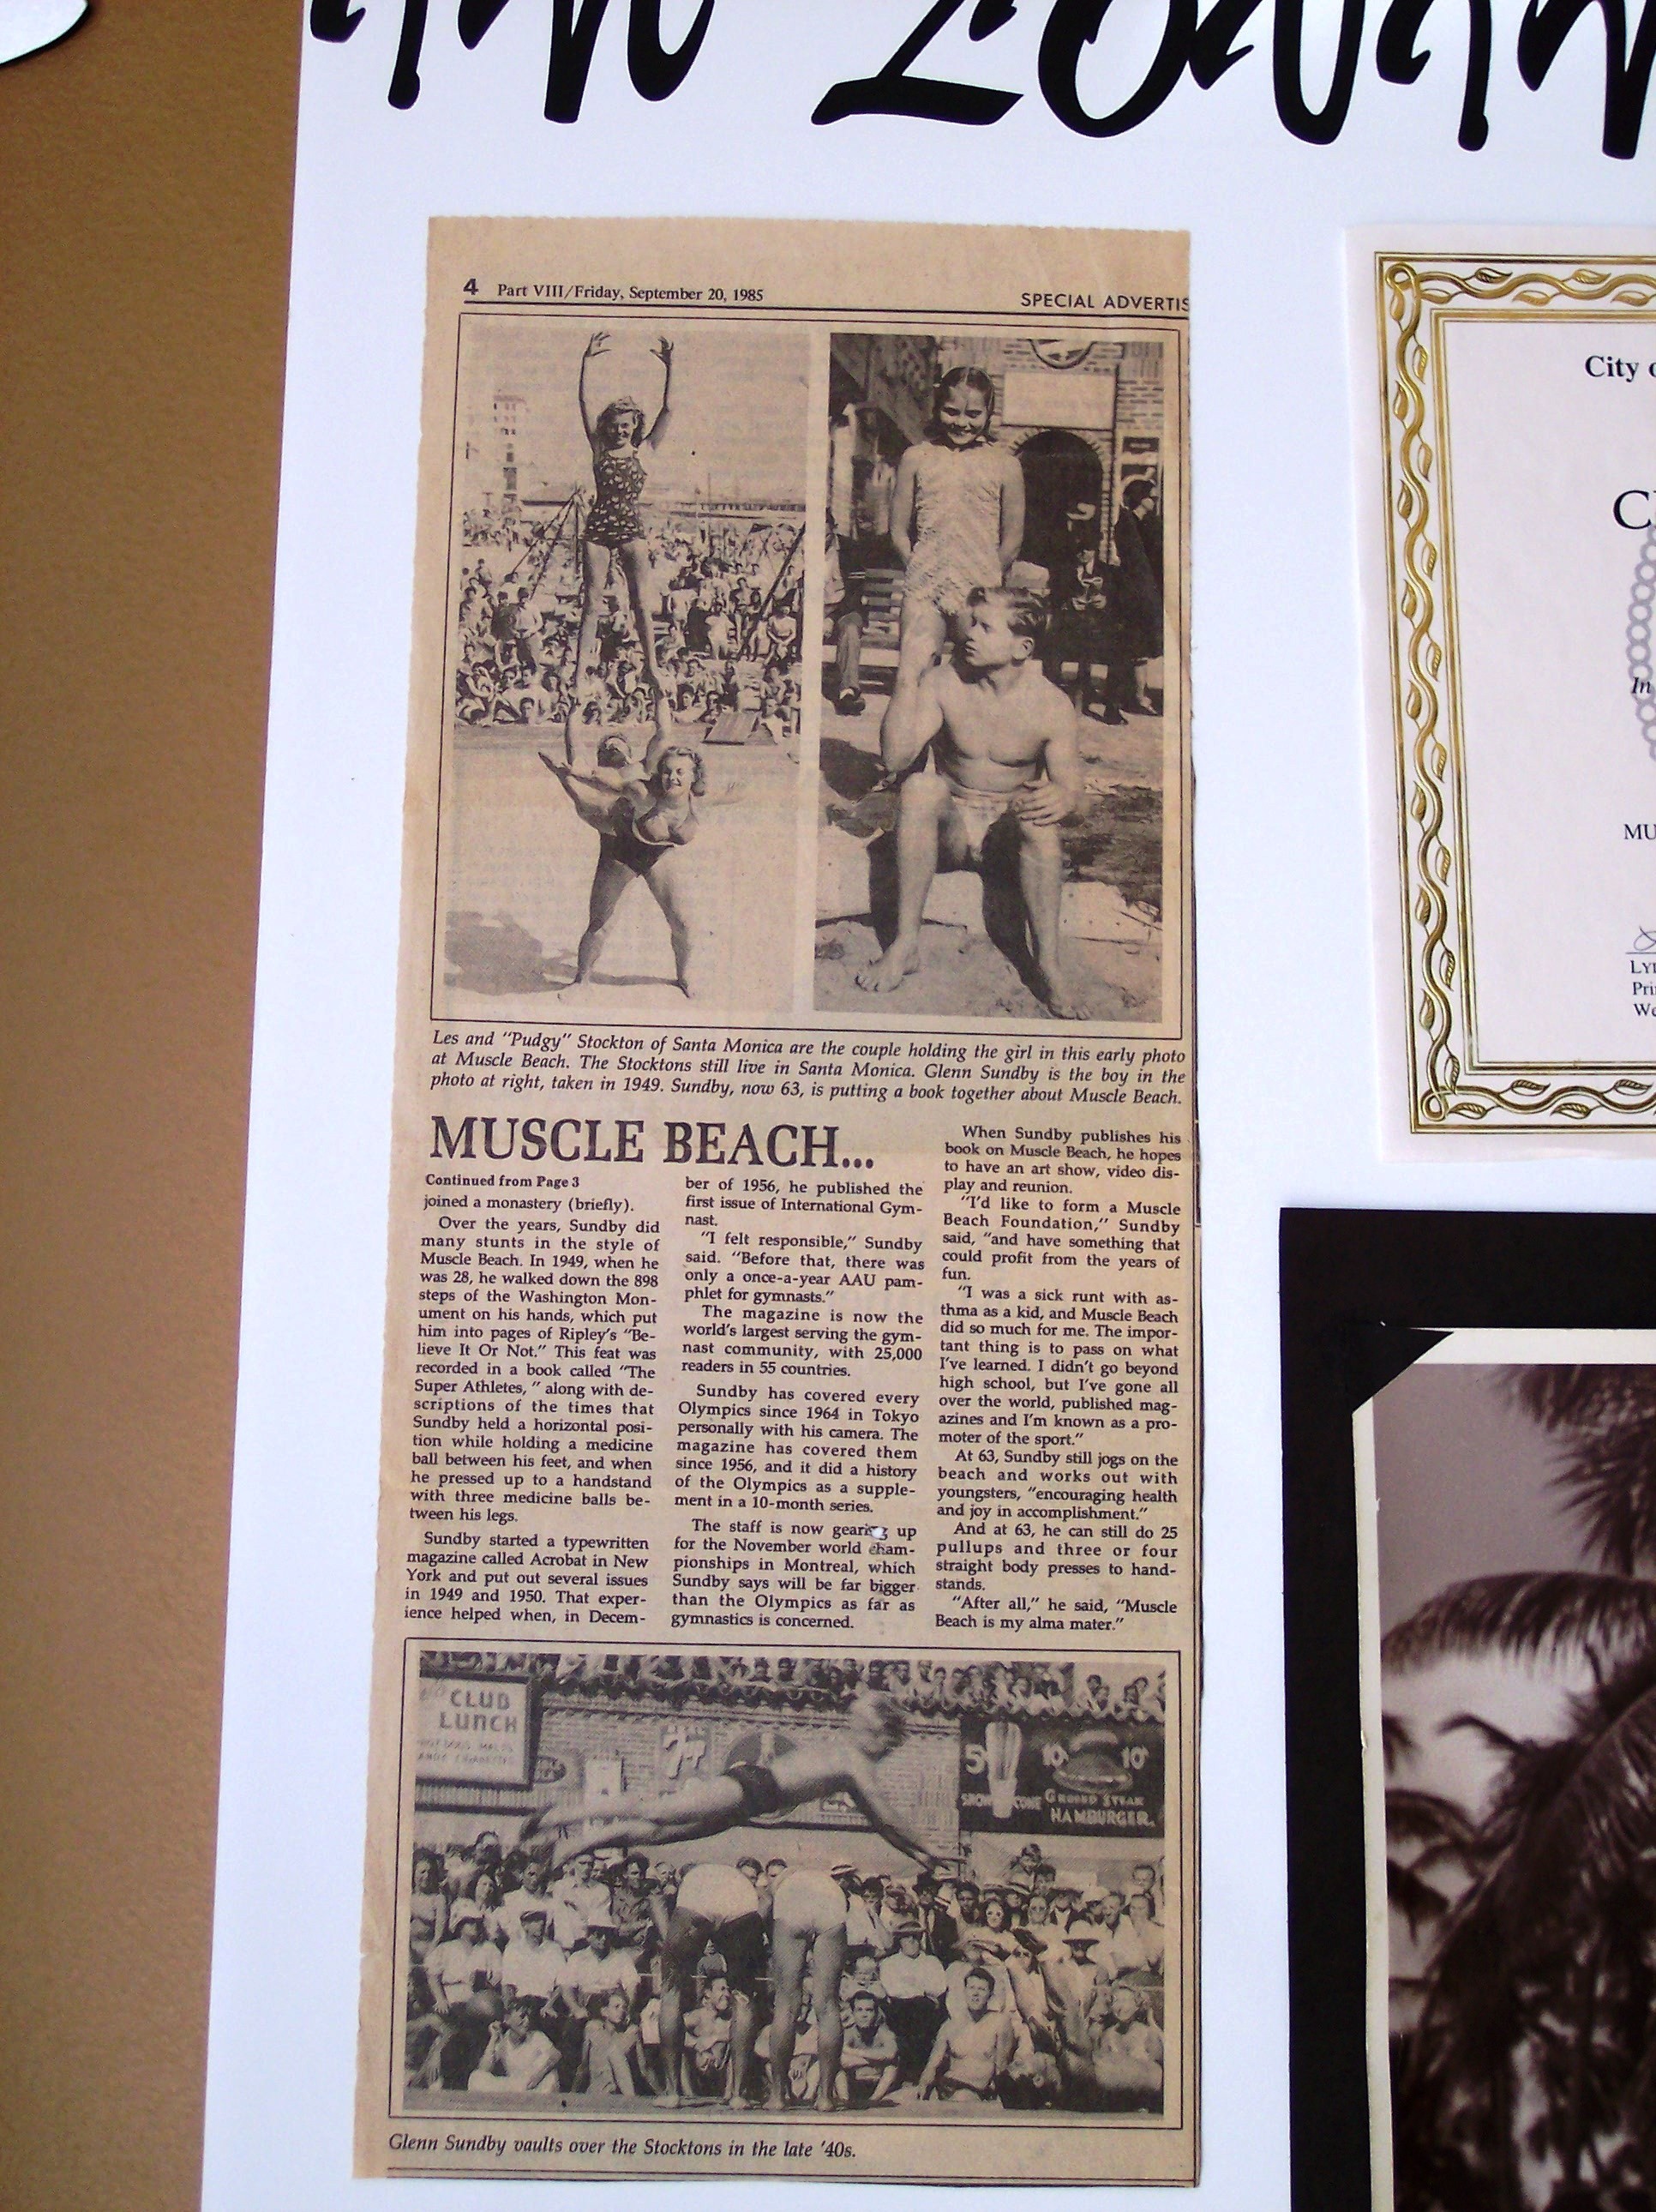 4 Part VIII/Friday, September 20, 1985
SPECIAL ADVERTIS
Les and "Pudgy" Stockton of Santa Monica are the couple holding the girl in this early photo
at Muscle Beach. The Stocktons still live in Santa Monica. Glenn Sundby is the boy in the
photo at right, taken in 1949. Sundby, now 63, is putting a book together about Muscle Beach.
MUSCLE BEACH...
Continued from Page 3
joined a monastery (briefly).
Over the years, Sundby did
many stunts in the style of
Muscle Beach. In 1949, when he
was 28, he walked down the 898
steps of the Washington Mon-
ument on his hands, which put
him into pages of Ripley's "Be-
lieve It Or Not." This feat was
recorded in a book called "The
Super Athletes, " along with de-
scriptions of the times that
Sundby held a horizontal posi-
tion while holding a medicine
ball between his feet, and when
he pressed up to a handstand
with three medicine balls be-
tween his legs.
Sundby started a typewritten
magazine called Acrobat in New
York and put out several issues
in 1949 and 1950. That exper-
ience helped when, in Decem-
ber of 1956, he published the
first issue of International Gym-
nast.
"I felt responsible," Sundby
said. "Before that, there was
only a once-a-year AAU pam-
phlet for gymnasts."
The magazine is now the
world's largest serving the gym-
nast community, with 25,000
readers in 55 countries.
Sundby has covered every
Olympics since 1964 in Tokyo
personally with his camera. The
magazine has covered them
since 1956, and it did a history
of the Olympics as a supple-
ment in a 10-month series.
The staff is now gearing up
for the November world cham-
pionships in Montreal, which
Sundby says will be far bigger
than the Olympics as far as
gymnastics is concerned.
When Sundby publishes his
book on Muscle Beach, he hopes
to have an art show, video dis-
play and reunion.
"I'd like to form a Muscle
Beach Foundation," Sundby
said, "and have something that
could profit from the years of
fun.
"I was a sick runt with as-
thma as a kid, and Muscle Beach
did so much for me. The impor-
tant thing is to pass on what
I've learned. I didn't go beyond
high school, but I've gone all
over the world, published mag-
azines and I'm known as a pro-
moter of the sport."
At 63, Sundby still jogs on the
beach and works out with
youngsters, "encouraging health
and joy in accomplishment."
And at 63, he can still do 25
pullups and three or four
straight body presses to hand-
stands.
"After all," he said, "Muscle
Beach is my alma mater."
CLUB
LUNCH
5
10 10
SNOW CONE GROUND STEAK
HAMBURGER
Glenn Sundby vaults over the Stocktons in the late '40s.
City o
C
In
MU
LY
Pri
We